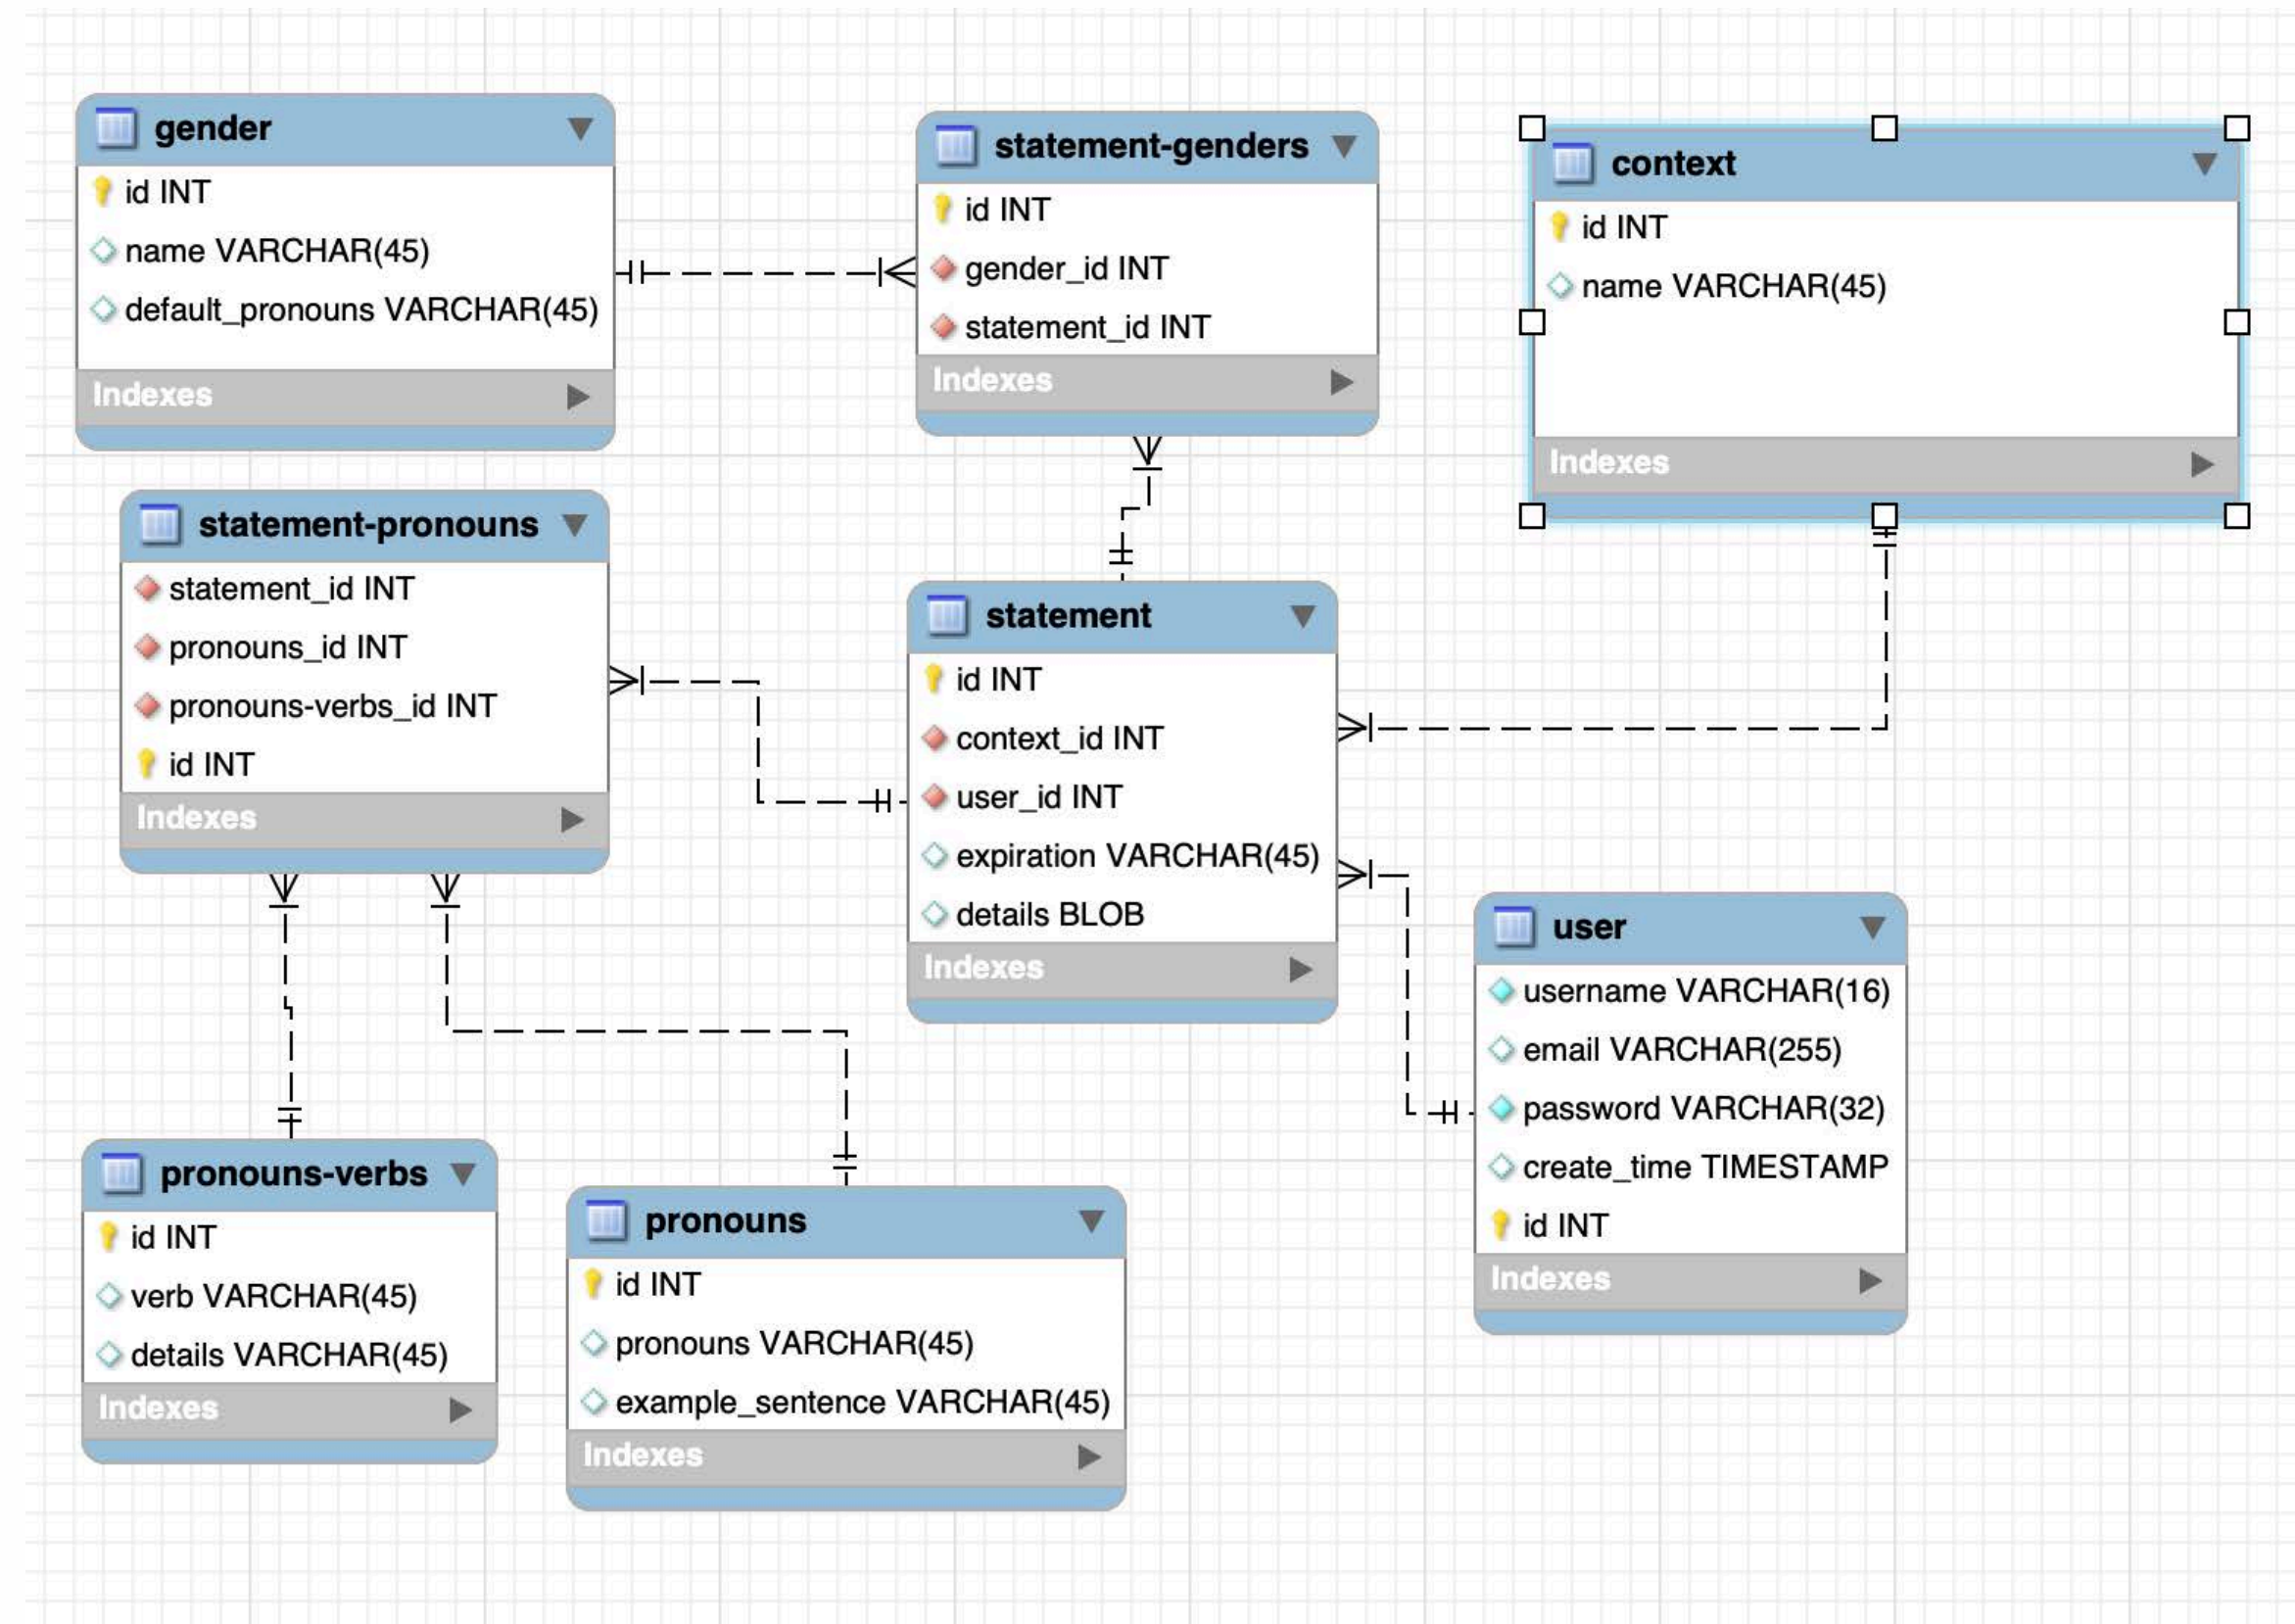 gender
id INT
name VARCHAR(45)
default_pronouns VARCHAR(45)
Indexes
statement-genders
id INT
gender_id INT
statement_id INT
Indexes
context
id INT
name VARCHAR(45)
Indexes
statement-pronouns
statement_id INT
pronouns_id INT
pronouns-verbs_id INT
id INT
Indexes
statement
id INT
context_id INT
user_id INT
expiration VARCHAR(45)
details BLOB
Indexes
user
username VARCHAR(16)
email VARCHAR(255)
password VARCHAR(32)
create_time TIMESTAMP
id INT
Indexes
pronouns-verbs
id INT
verb VARCHAR(45)
details VARCHAR(45)
Indexes
pronouns
id INT
pronouns VARCHAR(45)
example_sentence VARCHAR(45)
Indexes